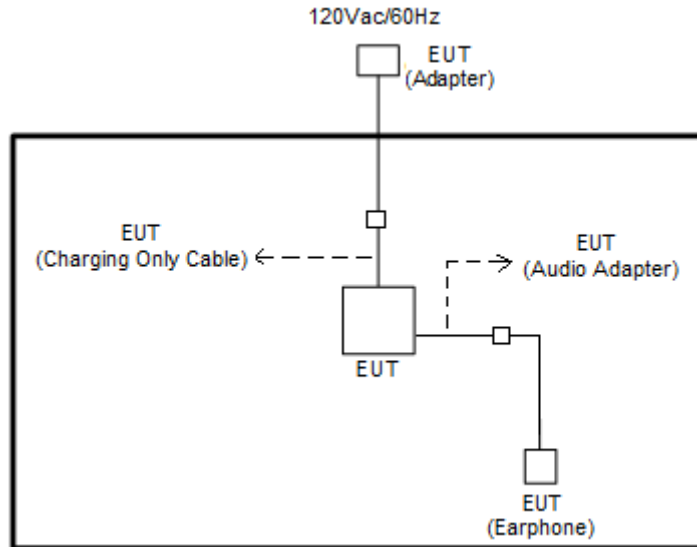 120Vac/60Hz
EUT
(Adapter)
EUT
(Charging Only Cable)
EUT
(Audio Adapter)
EUT
EUT
(Earphone)